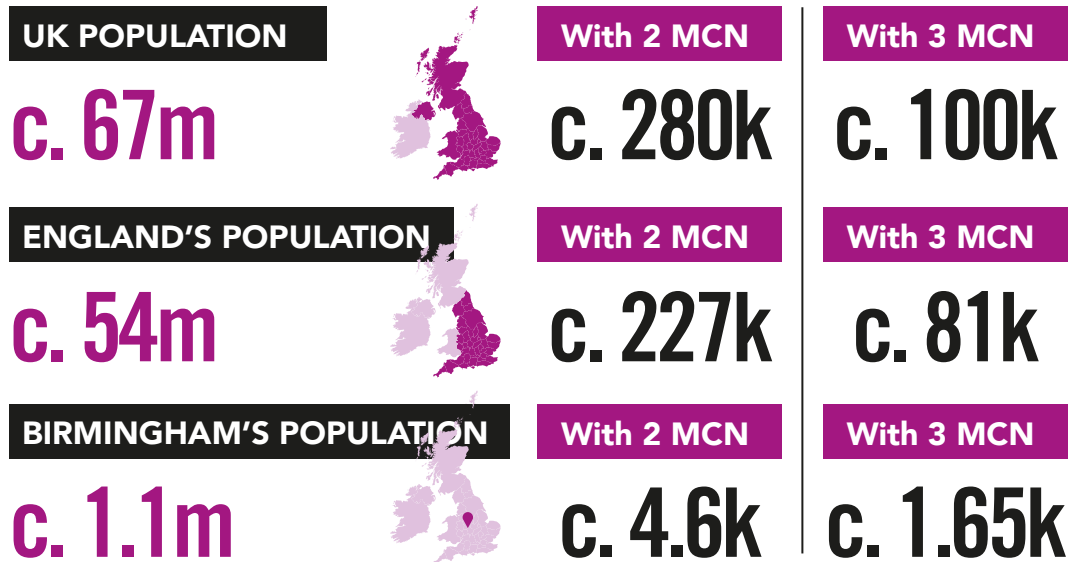 UK POPULATION
With 2 MCN
With 3 MCN
c. 67m
c. 280k
c. 100k
ENGLAND'S POPULATION
With 2 MCN
With 3 MCN
c. 54m
c. 227k
c. 81k
BIRMINGHAM'S POPULATION
With 2 MCN
With 3 MCN
c. 1.1m
c. 4.6k
c. 1.65k